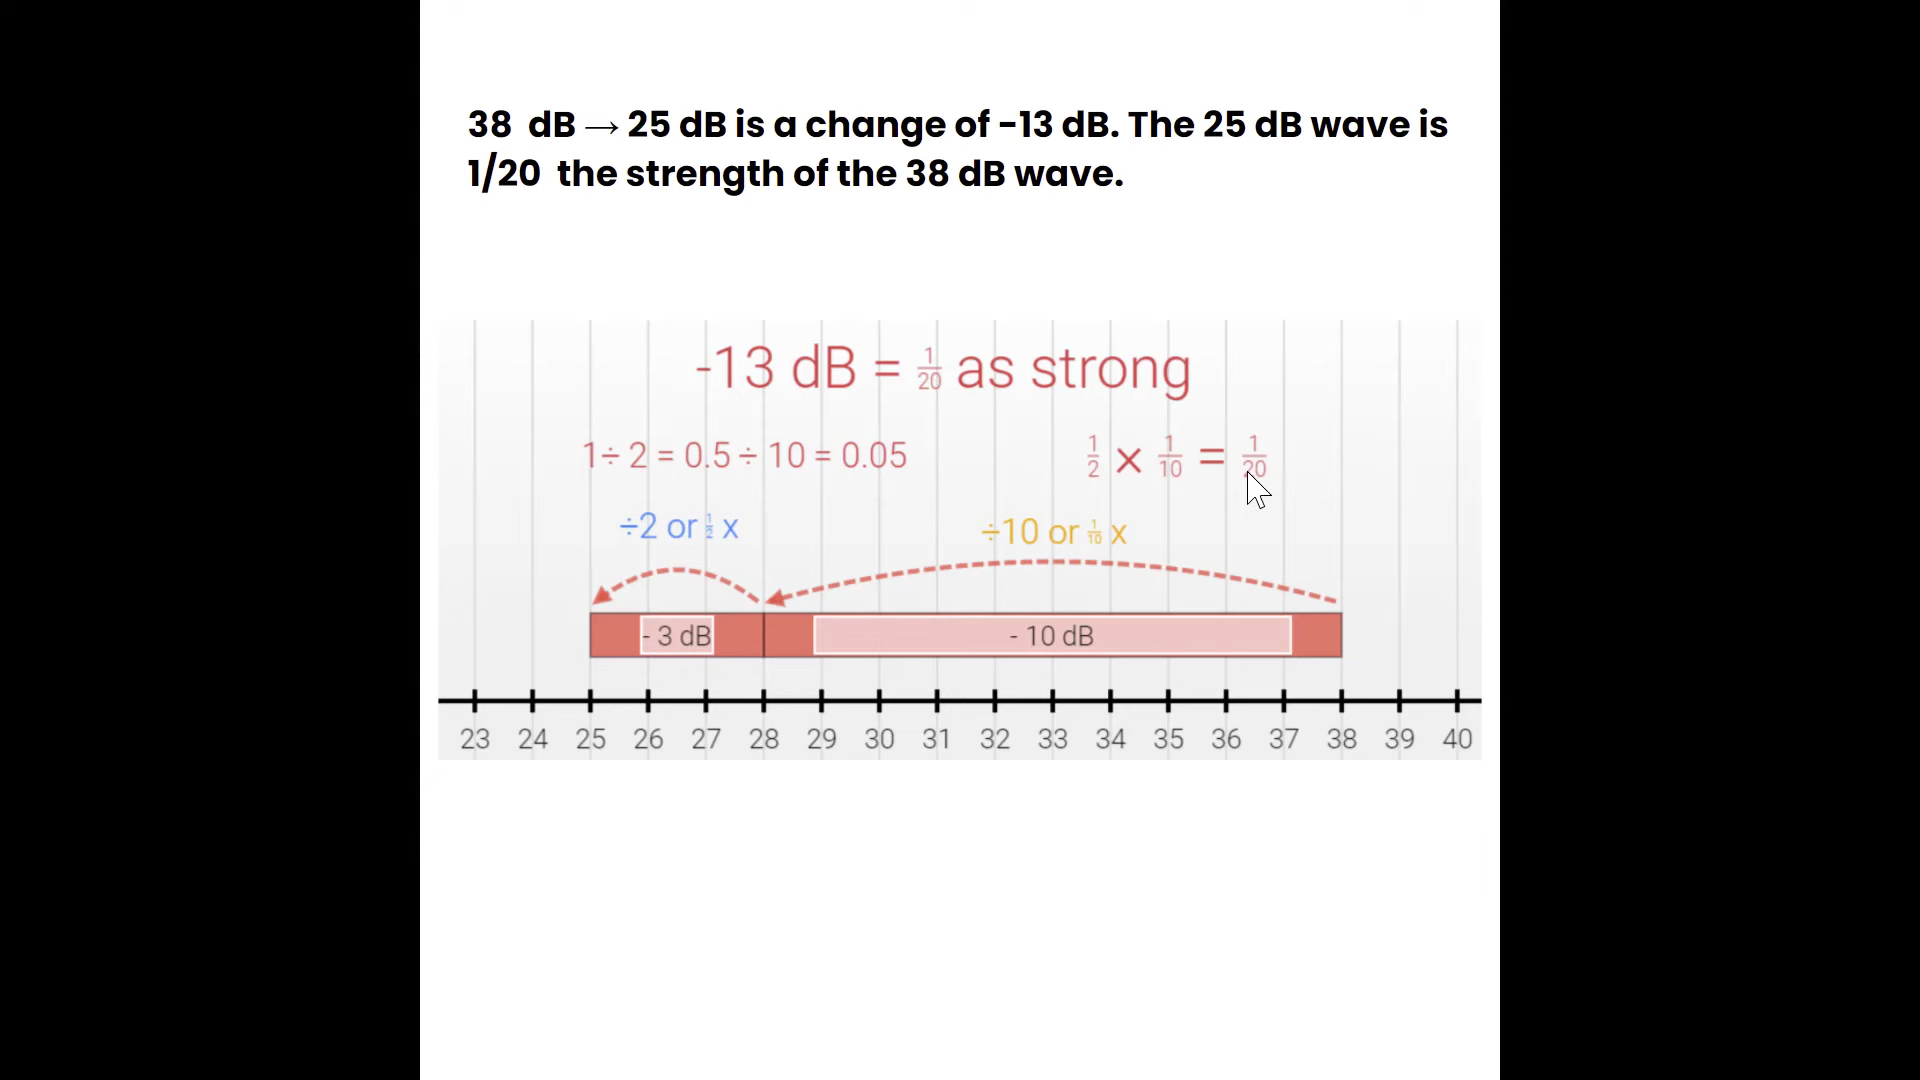 38 dB → 25 dB is a change of -13 dB. The 25 dB wave is
1/20 the strength of the 38 dB wave.
-13 dB = 1/20 as strong
1÷ 2 = 0.5 ÷ 10 = 0.05
1/2 × 1/10 = 1/20
÷2 or 1/2 x
÷10 or 1/10 x
- 3 dB
- 10 dB
23 24 25 26 27 28 29 30 31 32 33 34 35 36 37 38 39 40